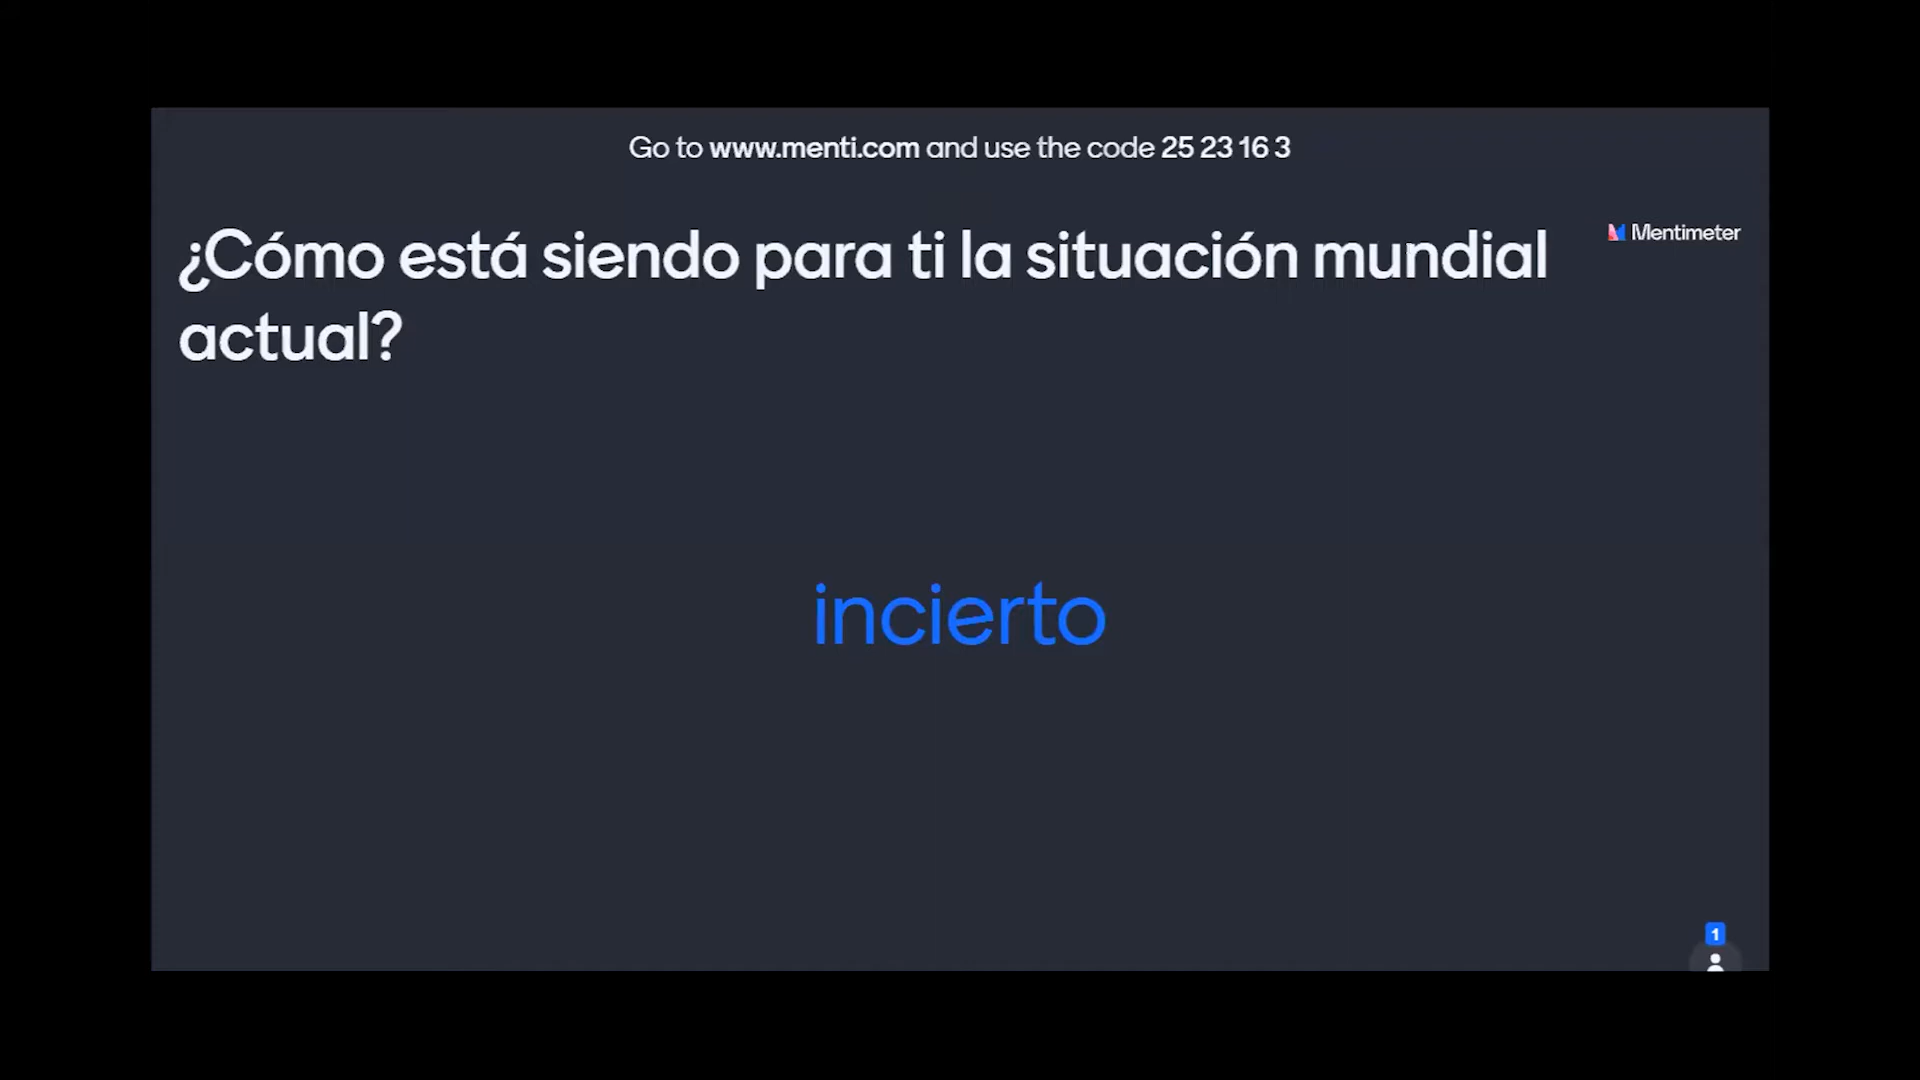 Go to www.menti.com and use the code 25 23 16 3
Mentimeter
¿Cómo está siendo para ti la situación mundial
actual?
incierto
1